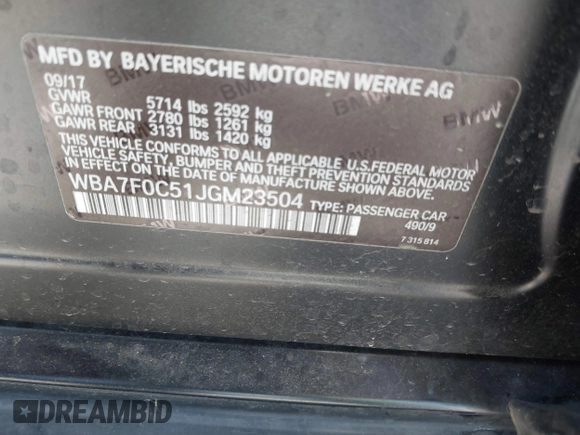 MFD BY BAYERISCHE MOTOREN WERKE AG
09/17
GVWR 5714 lbs 2592 kg
GAWR FRONT 2780 lbs 1261 kg
GAWR REAR 3131 lbs 1420 kg
THIS VEHICLE CONFORMS TO ALL APPLICABLE U.S.FEDERAL MOTOR
VEHICLE SAFETY, BUMPER AND THEFT PREVENTION STANDARDS
IN EFFECT ON THE DATE OF MANUFACTURE SHOWN ABOVE.
WBA7F0C51JGM23504 TYPE: PASSENGER CAR
490/9
7 315 814
DREAMBID